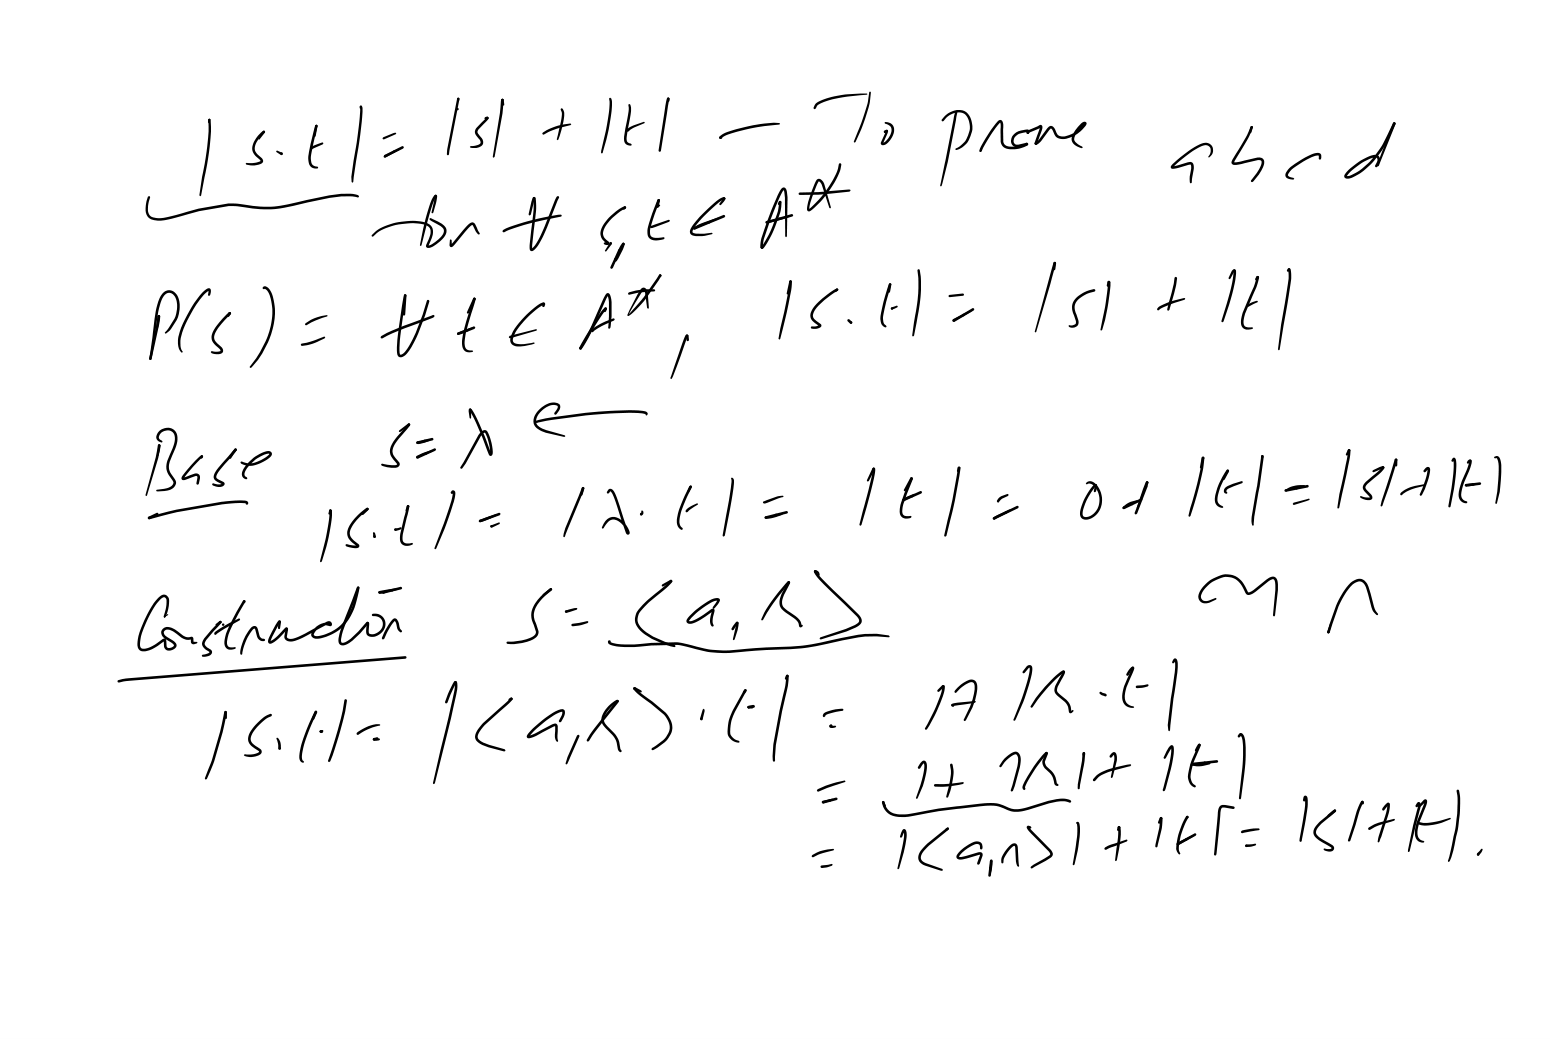 |s.t| = |s| + |t| — To prove abcd
for ∀ s,t ∈ A*
P(s) = ∀ t ∈ A*, |s.t| = |s| + |t|
Base s = λ ←
|s.t| = |λ.t| = |t| = 0 + |t| = |s| + |t|
Construction s = <a, r>
|s.t| = |<a, r>.t| = 1 + |r.t|
= 1 + |r| + |t|
= |<a, r>| + |t| = |s| + |t|.